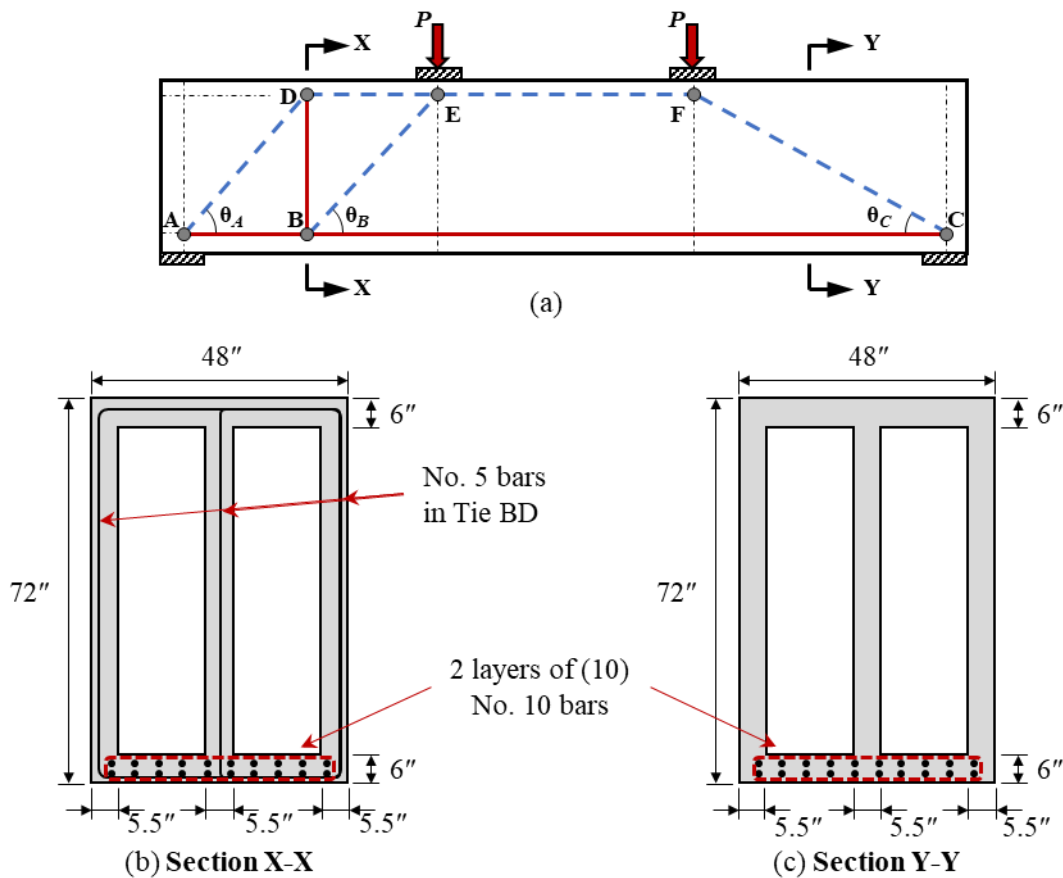 P P
X X Y Y
D E F
A θA B θB θC C
X X Y Y
(a)
48″ 48″
6″ 6″
No. 5 bars
in Tie BD
72″ 72″
2 layers of (10)
No. 10 bars
6″ 6″
5.5″ 5.5″ 5.5″ 5.5″ 5.5″ 5.5″
(b) Section X-X (c) Section Y-Y